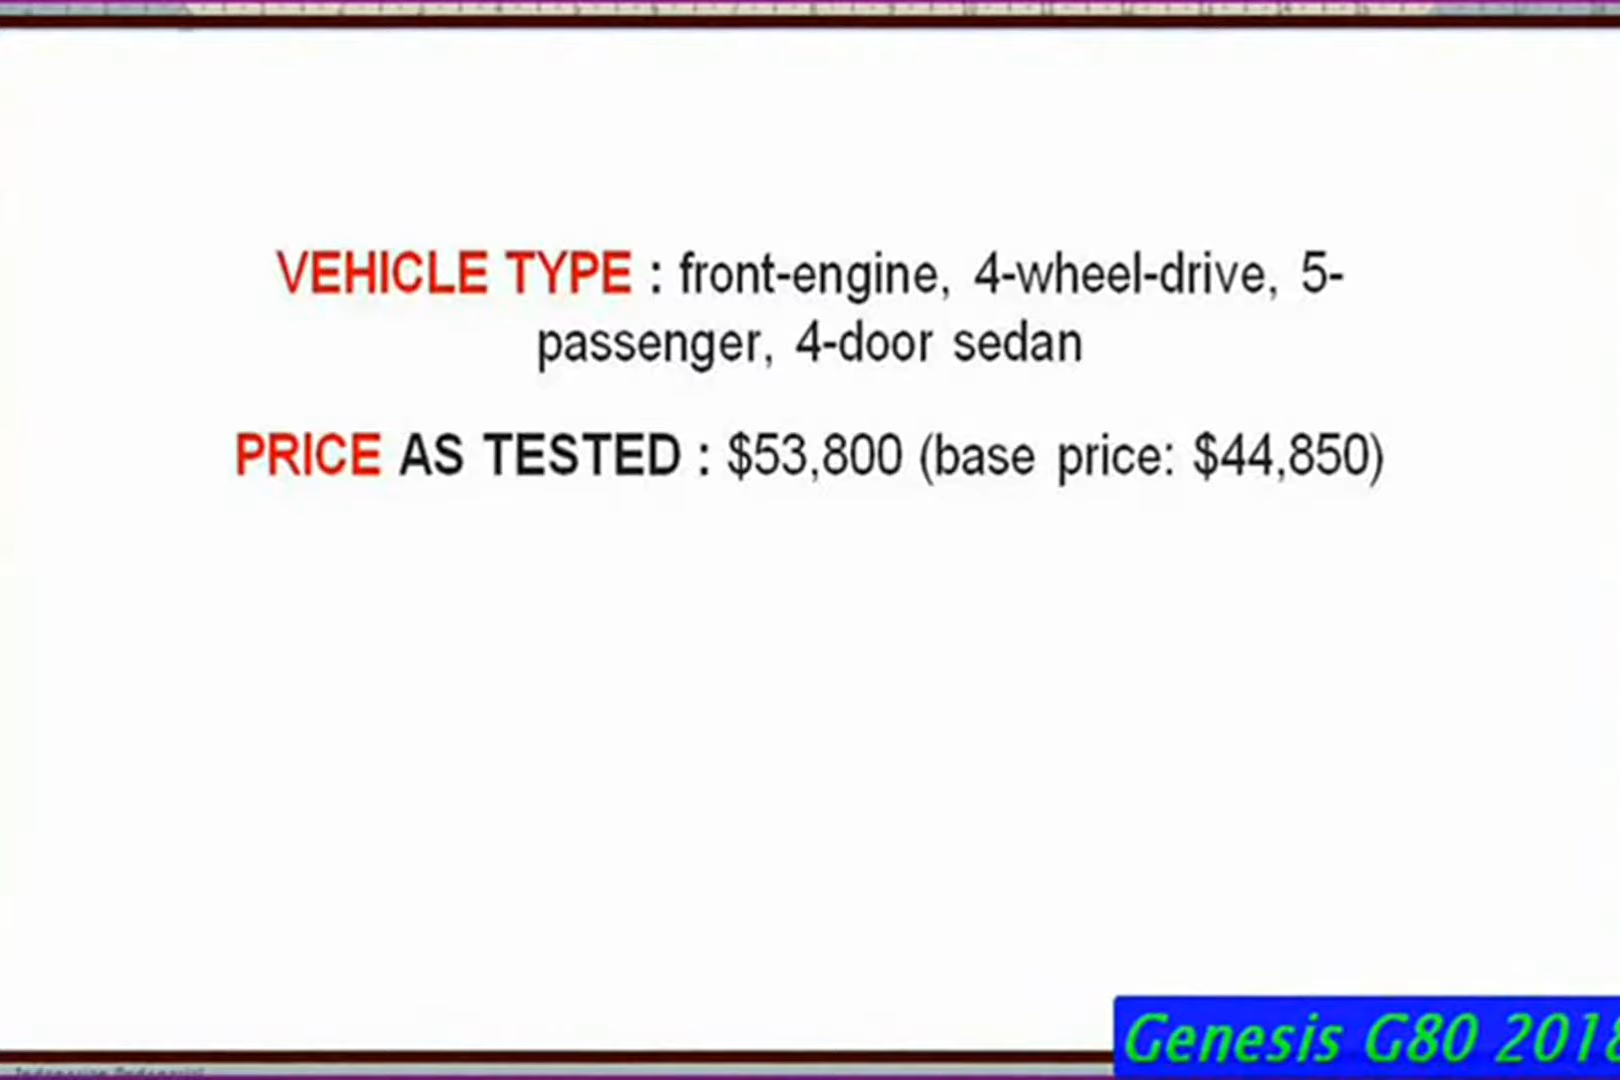 VEHICLE TYPE : front-engine, 4-wheel-drive, 5-
passenger, 4-door sedan
PRICE AS TESTED : $53,800 (base price: $44,850)
Genesis G80 2018